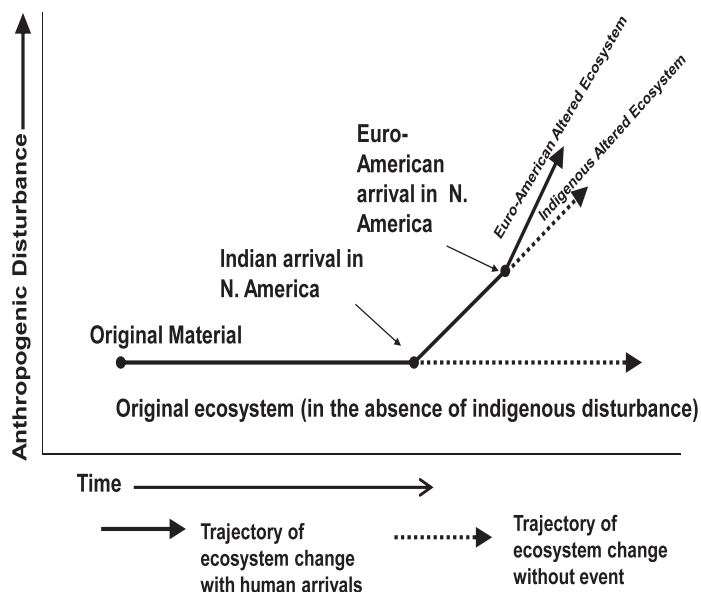 Anthropogenic Disturbance
Euro-American Altered Ecosystem
Indigenous Altered Ecosystem
Euro-
American
arrival in N.
America
Indian arrival in
N. America
Original Material
Original ecosystem (in the absence of indigenous disturbance)
Time
Trajectory of
ecosystem change
with human arrivals
Trajectory of
ecosystem change
without event